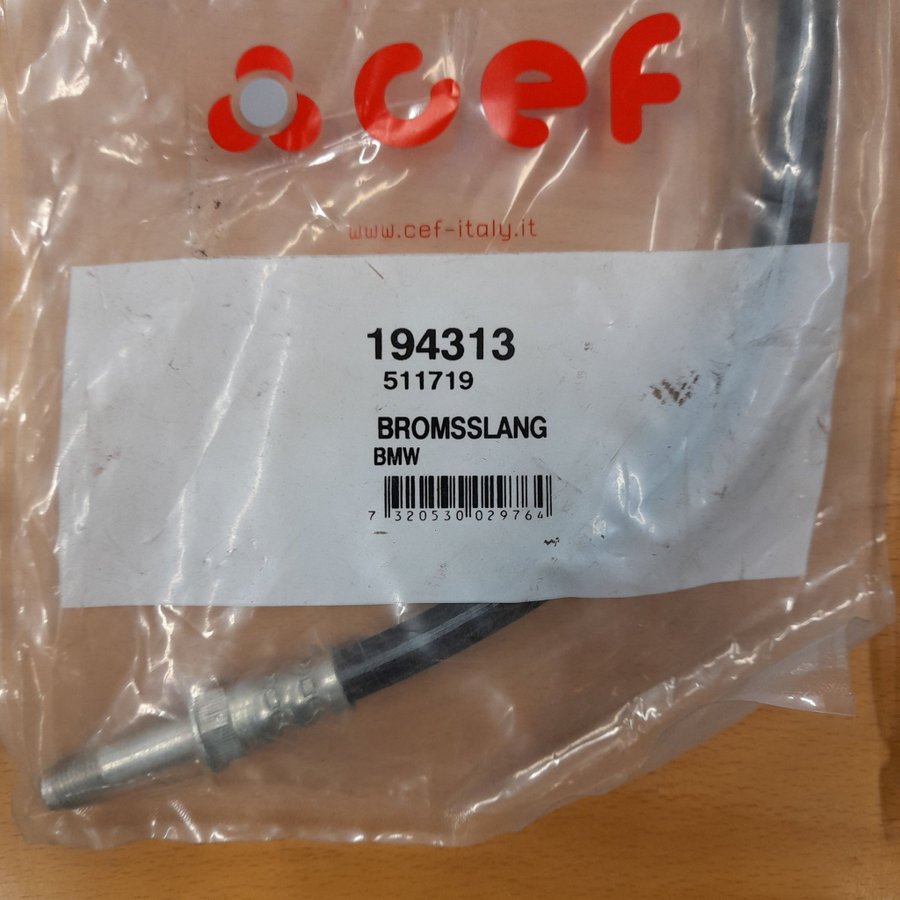 cef
www.cef-italy.it
194313
511719
BROMSSLANG
BMW
7 320530 029764